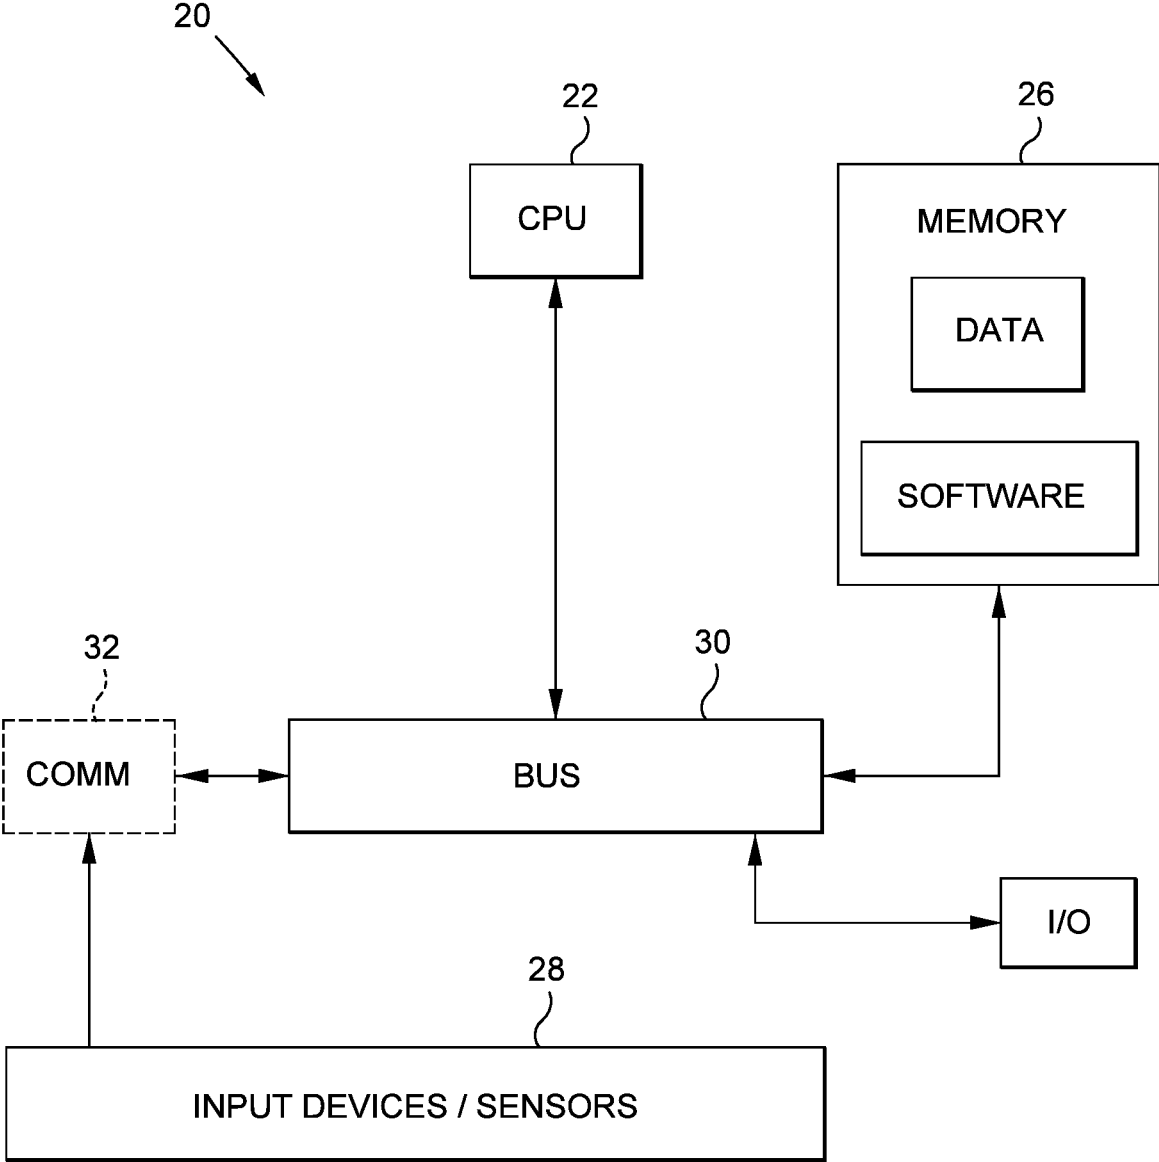 20
22
26
CPU
MEMORY
DATA
SOFTWARE
32
30
COMM
BUS
I/O
28
INPUT DEVICES / SENSORS